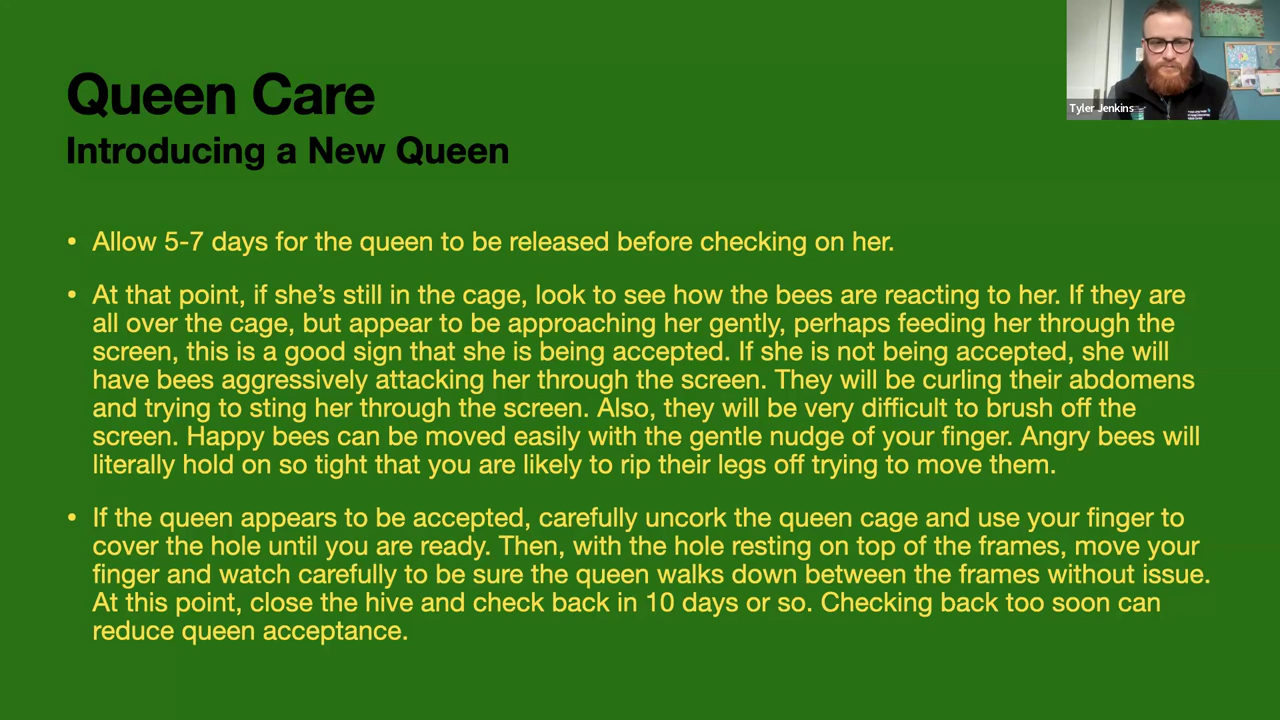 Queen Care
Introducing a New Queen
Tyler Jenkins
• Allow 5-7 days for the queen to be released before checking on her.
• At that point, if she’s still in the cage, look to see how the bees are reacting to her. If they are
all over the cage, but appear to be approaching her gently, perhaps feeding her through the
screen, this is a good sign that she is being accepted. If she is not being accepted, she will
have bees aggressively attacking her through the screen. They will be curling their abdomens
and trying to sting her through the screen. Also, they will be very difficult to brush off the
screen. Happy bees can be moved easily with the gentle nudge of your finger. Angry bees will
literally hold on so tight that you are likely to rip their legs off trying to move them.
• If the queen appears to be accepted, carefully uncork the queen cage and use your finger to
cover the hole until you are ready. Then, with the hole resting on top of the frames, move your
finger and watch carefully to be sure the queen walks down between the frames without issue.
At this point, close the hive and check back in 10 days or so. Checking back too soon can
reduce queen acceptance.